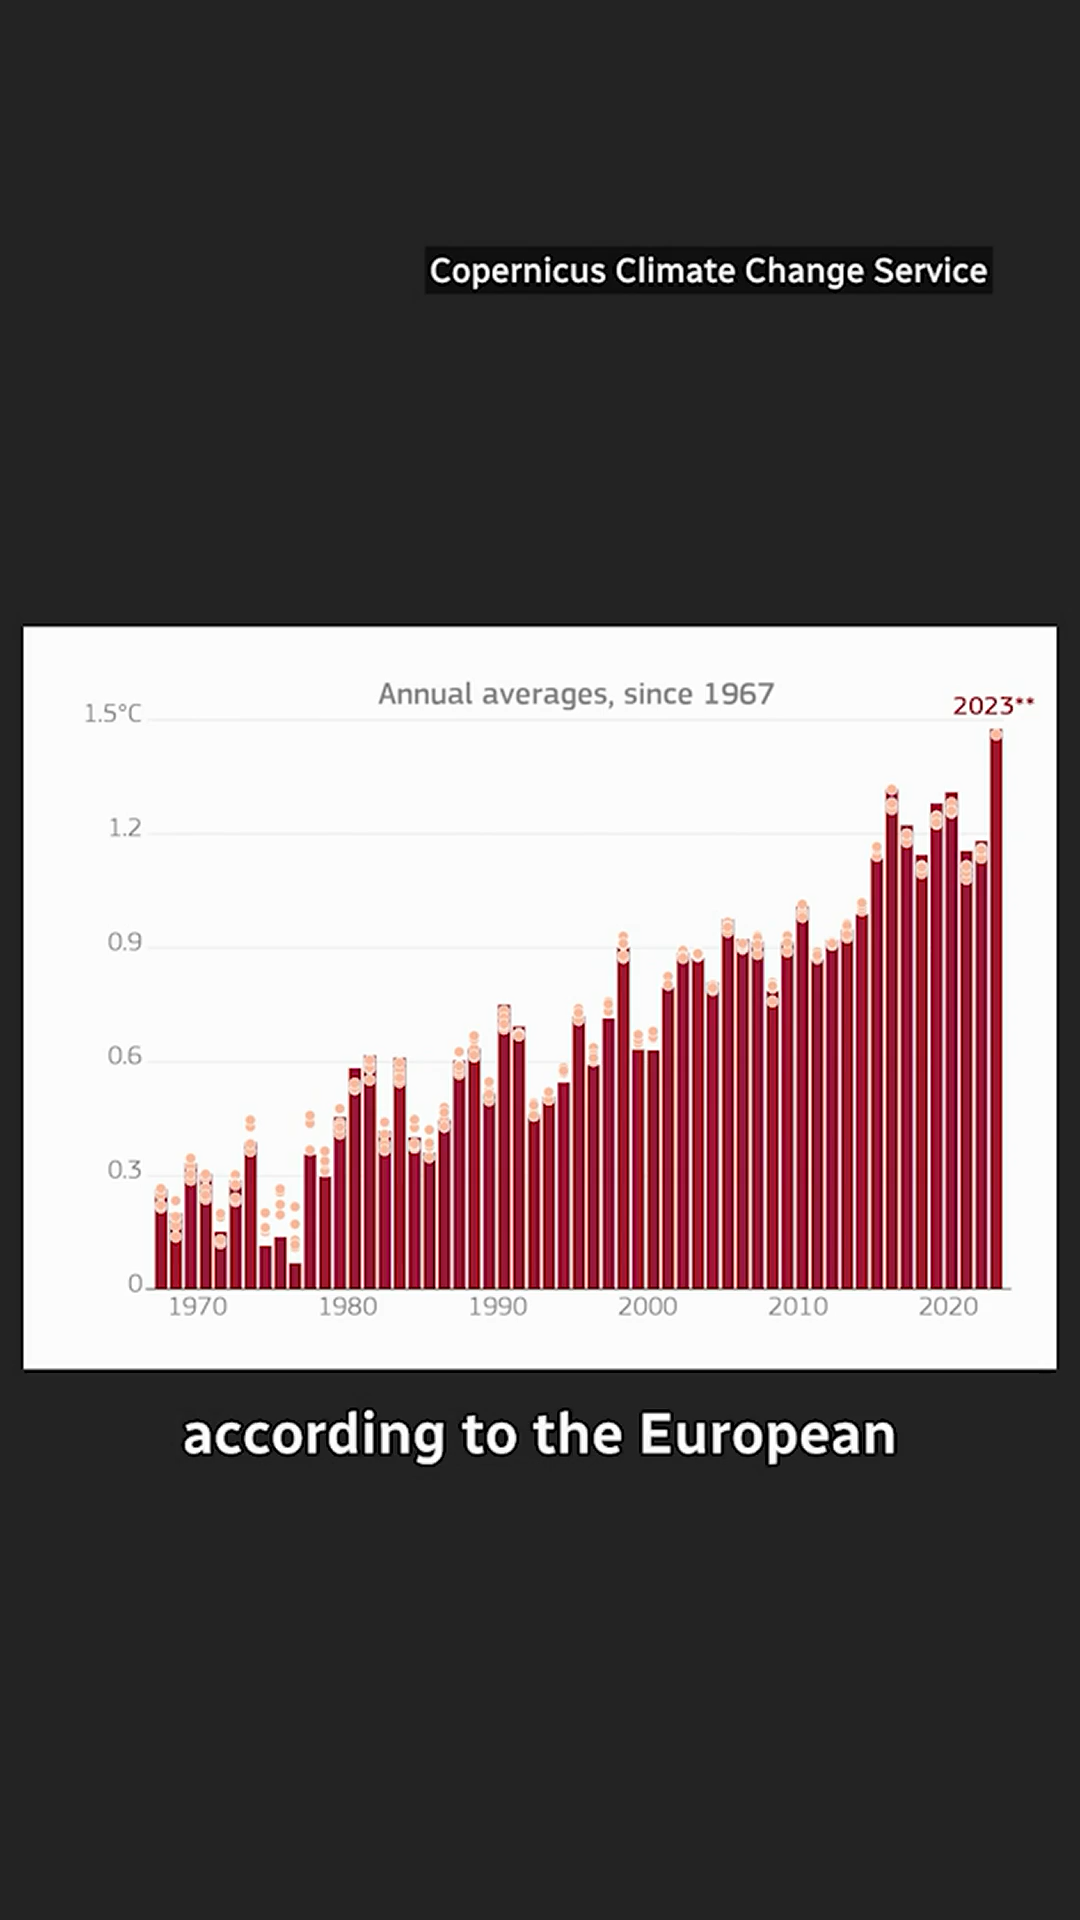 Copernicus Climate Change Service
Annual averages, since 1967
2023**
1.5°C
1.2
0.9
0.6
0.3
0
1970 1980 1990 2000 2010 2020
according to the European